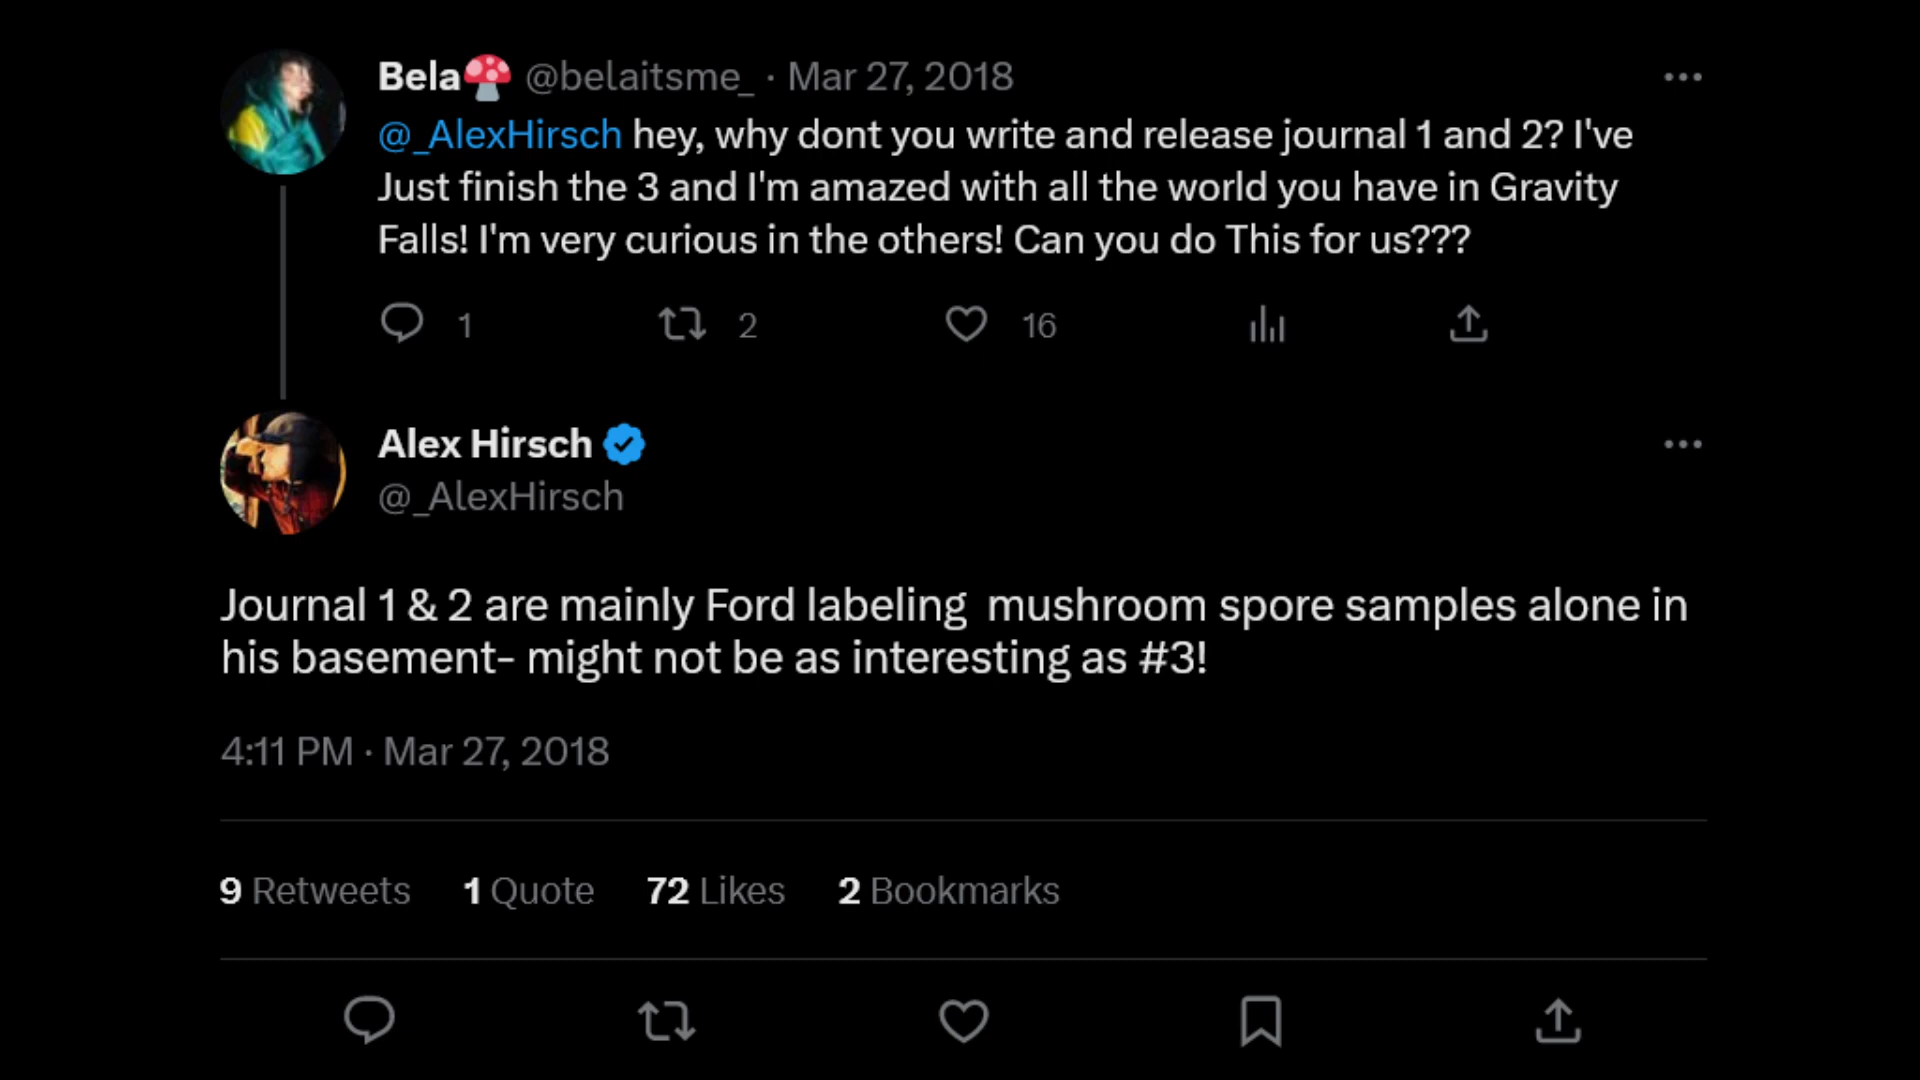 Bela🍄 @belaitsme_ · Mar 27, 2018
@_AlexHirsch hey, why dont you write and release journal 1 and 2? I've
Just finish the 3 and I'm amazed with all the world you have in Gravity
Falls! I'm very curious in the others! Can you do This for us???
1 2 16
Alex Hirsch
@_AlexHirsch
Journal 1 & 2 are mainly Ford labeling  mushroom spore samples alone in
his basement- might not be as interesting as #3!
4:11 PM · Mar 27, 2018
9 Retweets 1 Quote 72 Likes 2 Bookmarks